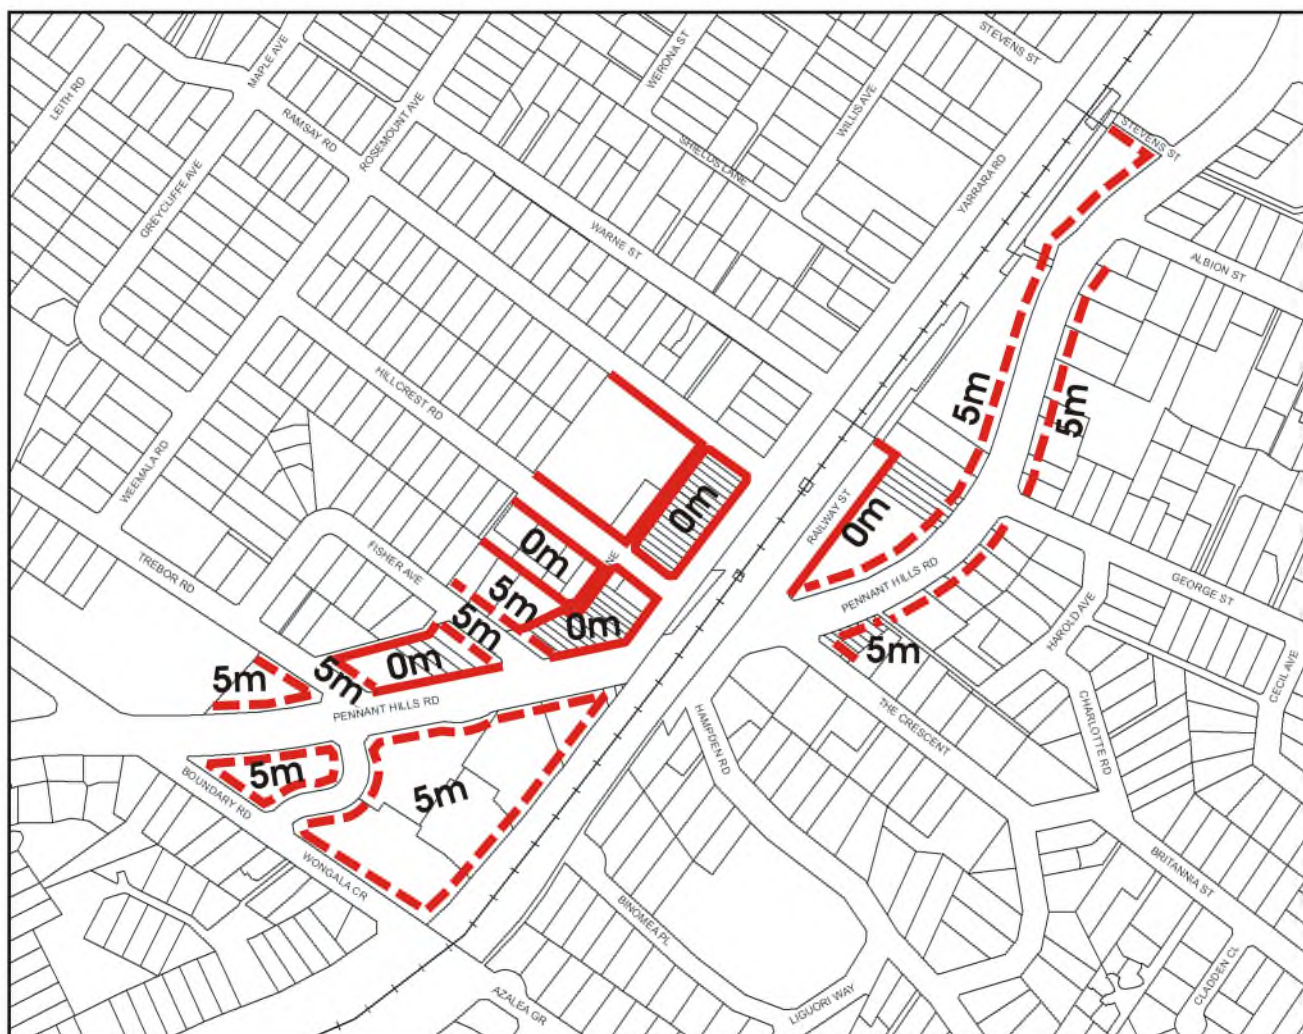 STEVENS ST
WERONA ST
MAPLE AVE
LEITH RD
RAMSAY RD
ROSEMOUNT AVE
WILLIS AVE
STEVENS ST
SHIELDS LANE
YARRARA RD
GREYCLIFFE AVE
WARNE ST
ALBION ST
HILLCREST RD
5m
5m
WEEMALA RD
0m
RAILWAY ST
0m
0m
FISHER AVE
NE
TREBOR RD
PENNANT HILLS RD
GEORGE ST
5m
HAROLD AVE
5m
0m
5m
0m
5m
5m
CECIL AVE
PENNANT HILLS RD
THE CRESCENT
CHARLOTTE RD
HAMPDEN RD
5m
BOUNDARY RD
5m
WONGALA CR
BRITANNIA ST
BINOMEA PL
CLADDEN CL
AZALEA GR
LIGUORI WAY